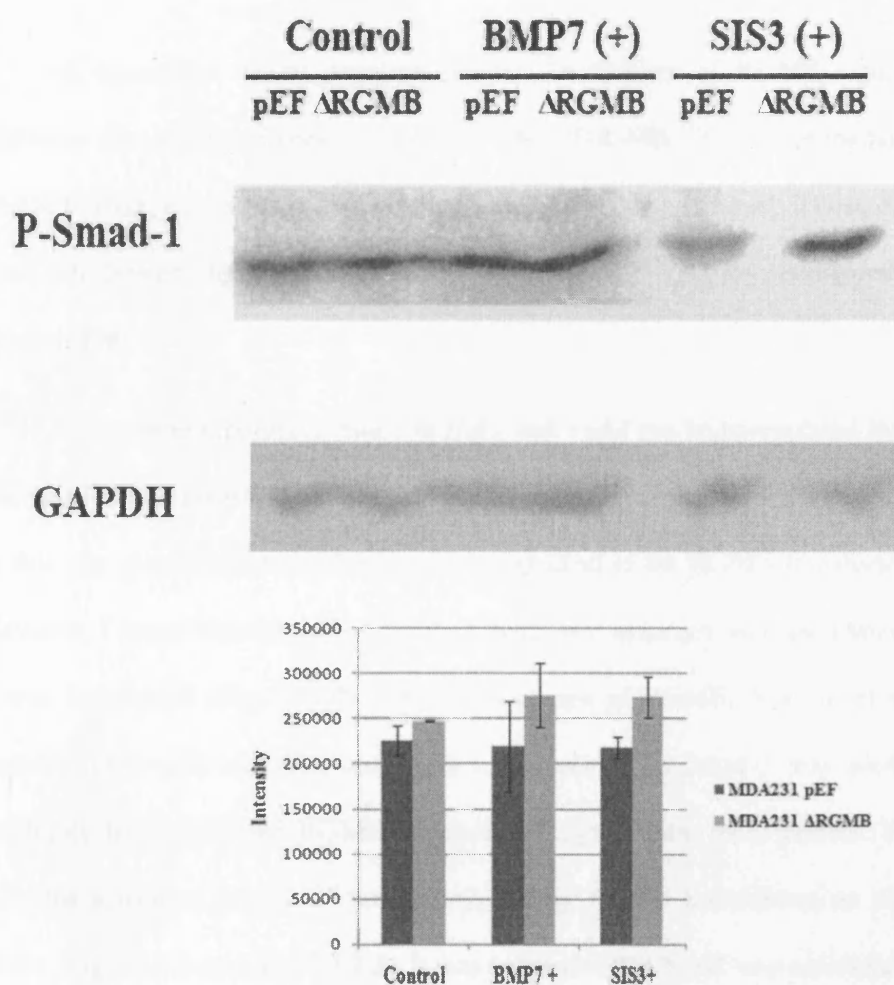 Control BMP7 (+) SIS3 (+)
pEF ΔRGMB pEF ΔRGMB pEF ΔRGMB
P-Smad-1
GAPDH
350000
300000
250000
200000
150000
100000
50000
0
Intensity
MDA231 pEF
MDA231 ΔRGMB
Control BMP7 + SIS3+